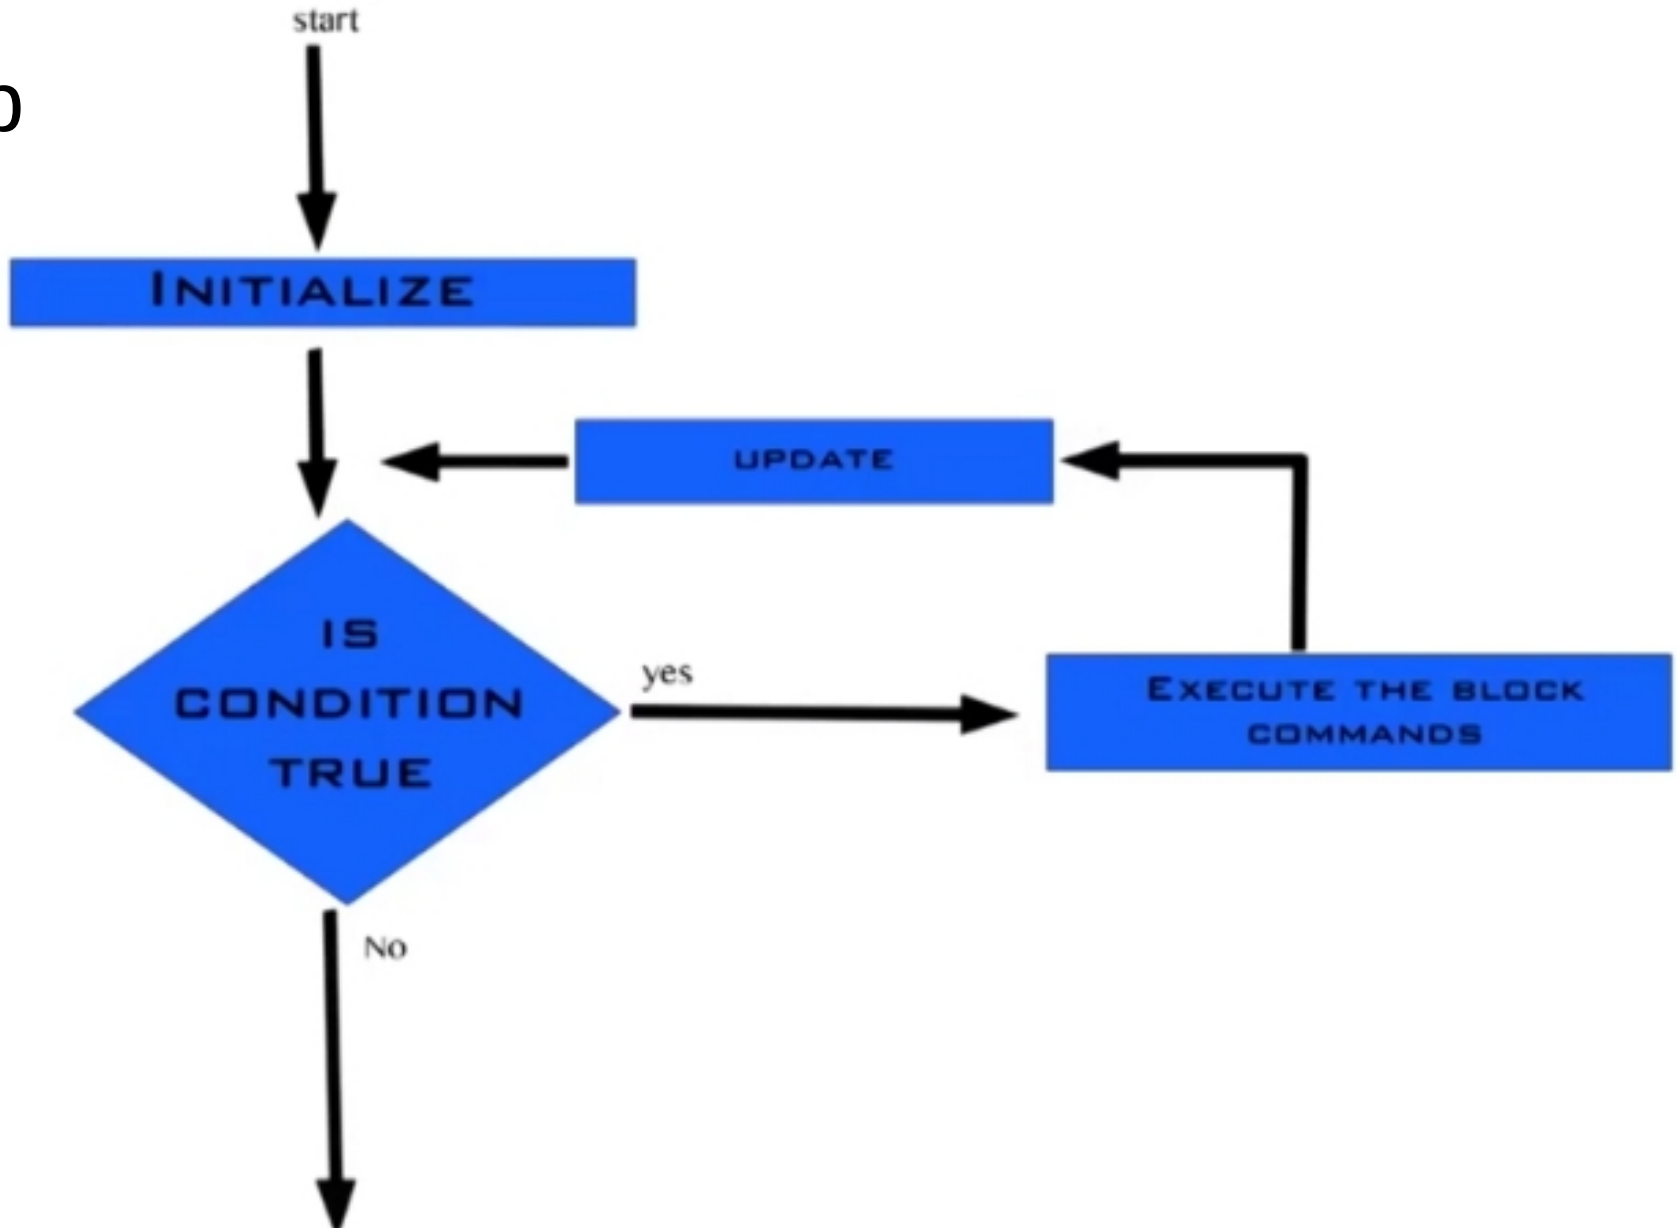 start
p
INITIALIZE
UPDATE
IS
CONDITION
TRUE
yes
EXECUTE THE BLOCK
COMMANDS
No